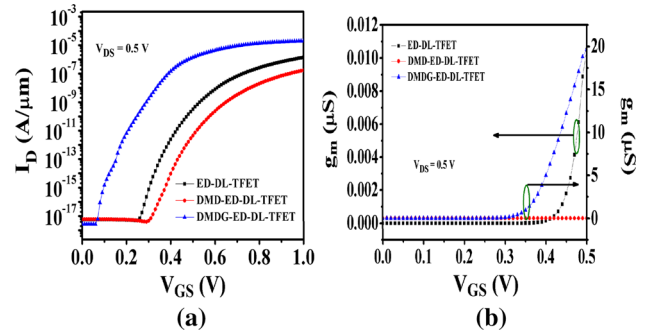 10⁻³
10⁻⁵
10⁻⁷
10⁻⁹
10⁻¹¹
10⁻¹³
10⁻¹⁵
10⁻¹⁷
I_D (A/μm)
V_DS = 0.5 V
ED-DL-TFET
DMD-ED-DL-TFET
DMDG-ED-DL-TFET
0.0 0.2 0.4 0.6 0.8 1.0
V_GS (V)
(a)
0.012
0.010
0.008
0.006
0.004
0.002
0.000
g_m (μS)
ED-DL-TFET
DMD-ED-DL-TFET
DMDG-ED-DL-TFET
V_DS = 0.5 V
20
15
10
5
0
g_m (μS)
0.0 0.1 0.2 0.3 0.4 0.5
V_GS (V)
(b)